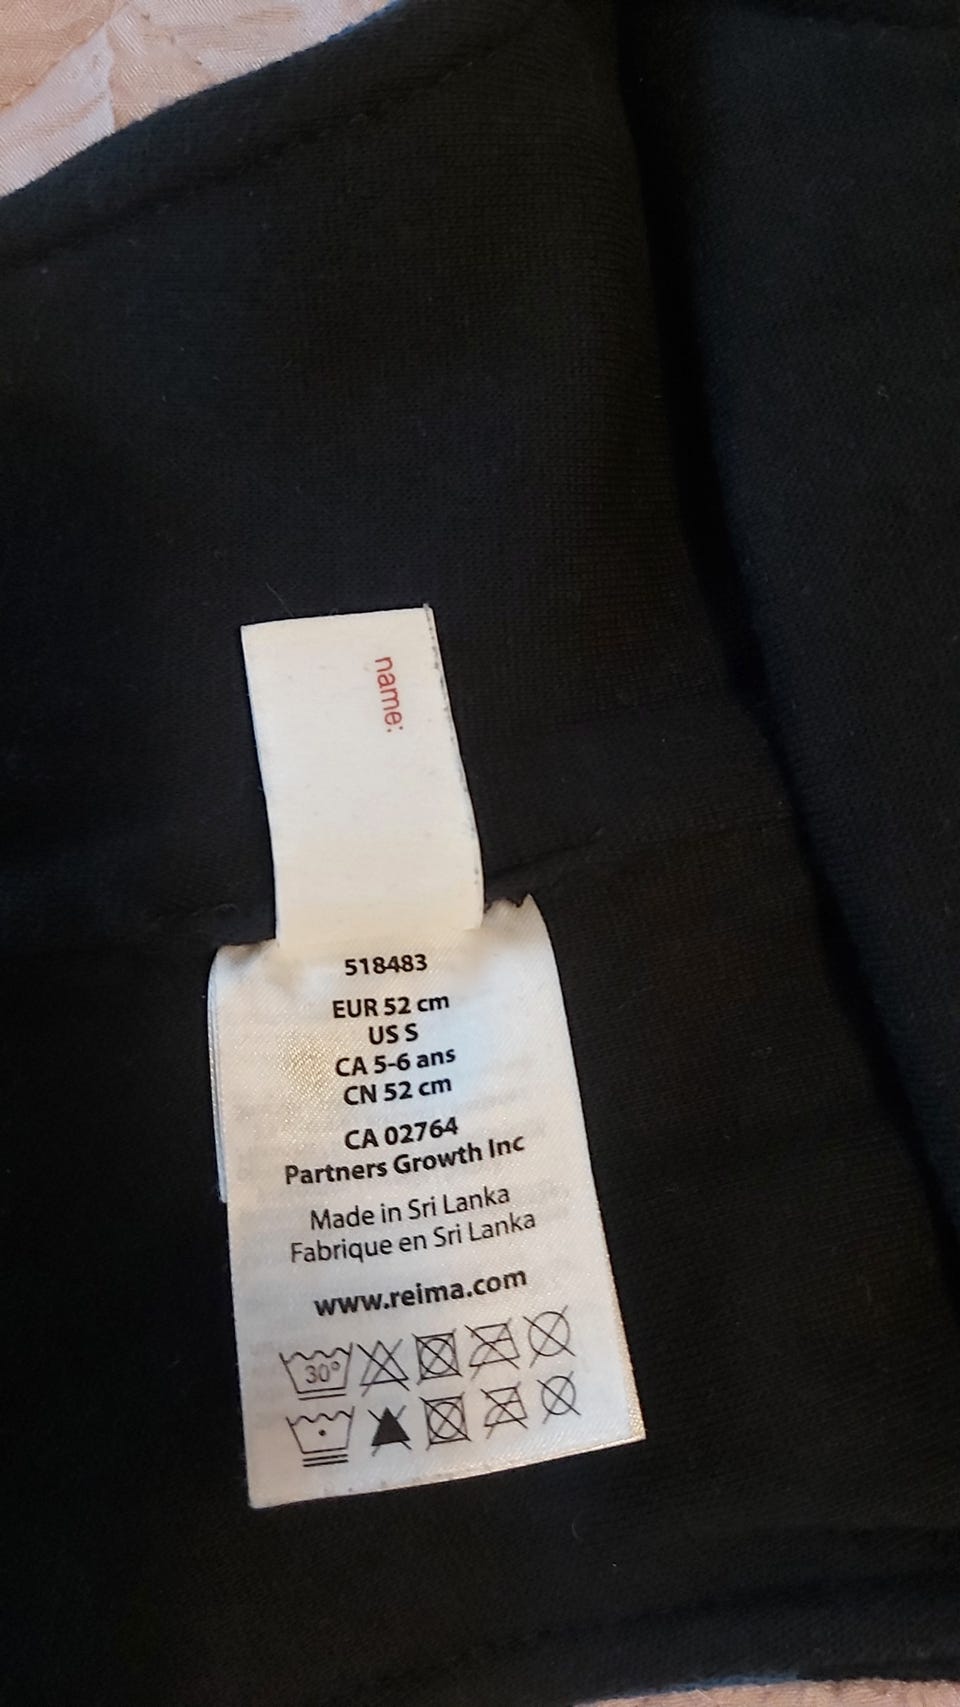 name:
518483
EUR 52 cm
US S
CA 5-6 ans
CN 52 cm
CA 02764
Partners Growth Inc
Made in Sri Lanka
Fabrique en Sri Lanka
www.reima.com
30°